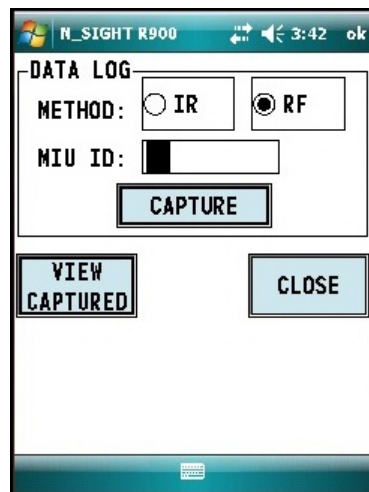 N_SIGHT R900 3:42 ok
DATA LOG
METHOD: IR RF
MIU ID:
CAPTURE
VIEW CLOSE
CAPTURED